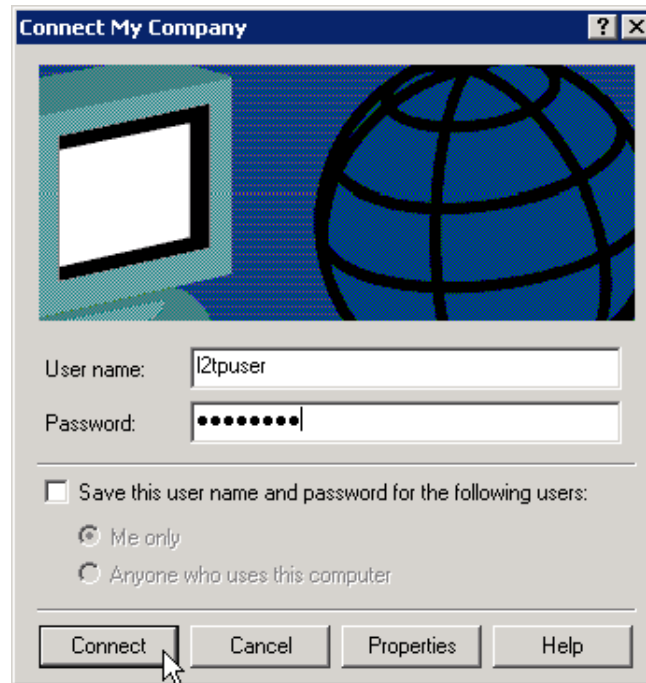 Connect My Company
User name: l2tpuser
Password: ●●●●●●●●
Save this user name and password for the following users:
Me only
Anyone who uses this computer
Connect Cancel Properties Help